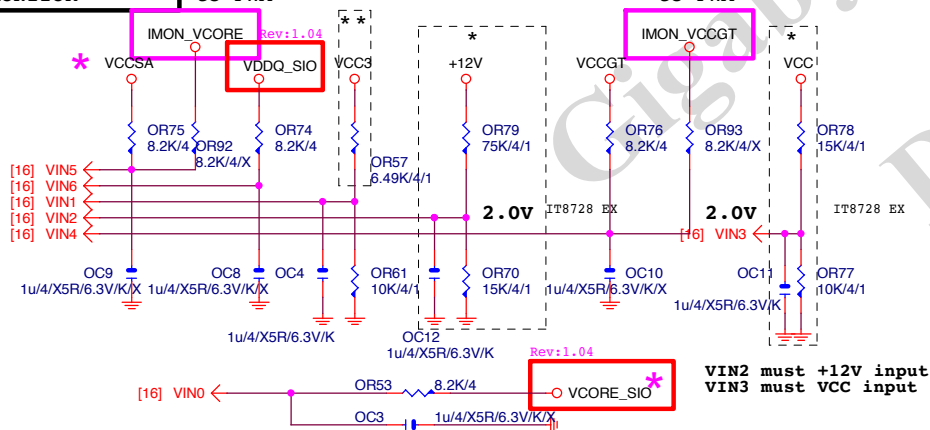 IMON_VCORE
Rev:1.04
IMON_VCCGT
* VCCSA
VDDQ_SIO
* *
VCC3
*
+12V
VCCGT
*
VCC
OR75
8.2K/4
OR92
8.2K/4/X
OR74
8.2K/4
OR57
6.49K/4/1
OR79
75K/4/1
OR76
8.2K/4
OR93
8.2K/4/X
OR78
15K/4/1
[16] VIN5
[16] VIN6
[16] VIN1
[16] VIN2
[16] VIN4
2.0V
IT8728 EX
2.0V
IT8728 EX
[16] VIN3
OC9
1u/4/X5R/6.3V/K/X
OC8
1u/4/X5R/6.3V/K/X
OC4
1u/4/X5R/6.3V/K
OR61
10K/4/1
OC12
1u/4/X5R/6.3V/K
OR70
15K/4/1
OC10
1u/4/X5R/6.3V/K/X
OC11
1u/4/X5R/6.3V/K
OR77
10K/4/1
Rev:1.04
[16] VIN0
OR53
8.2K/4
VCORE_SIO *
OC3
1u/4/X5R/6.3V/K/X
VIN2 must +12V input
VIN3 must VCC input
Gigaby